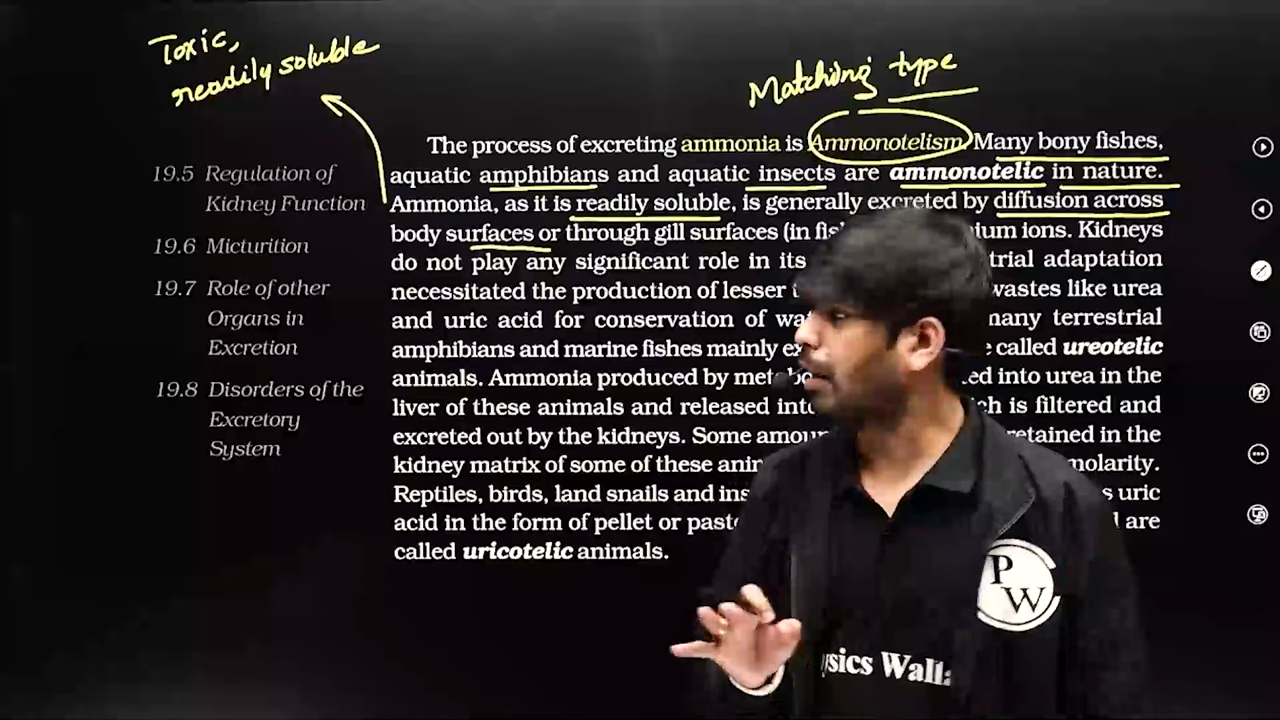 Toxic,
readily soluble
Matching type
The process of excreting ammonia is Ammonotelism Many bony fishes,
19.5 Regulation of
Kidney Function
19.6 Micturition
19.7 Role of other
Organs in
Excretion
19.8 Disorders of the
Excretory
System
aquatic amphibians and aquatic insects are ammonotelic in nature.
Ammonia, as it is readily soluble, is generally excreted by diffusion across
body surfaces or through gill surfaces (in fis ium ions. Kidneys
do not play any significant role in its trial adaptation
necessitated the production of lesser wastes like urea
and uric acid for conservation of wa many terrestrial
amphibians and marine fishes mainly ex called ureotelic
animals. Ammonia produced by metabo ted into urea in the
liver of these animals and released into ch is filtered and
excreted out by the kidneys. Some amou retained in the
kidney matrix of some of these anim molarity.
Reptiles, birds, land snails and ins s uric
acid in the form of pellet or paste are
called uricotelic animals.
PW
ysics Walla